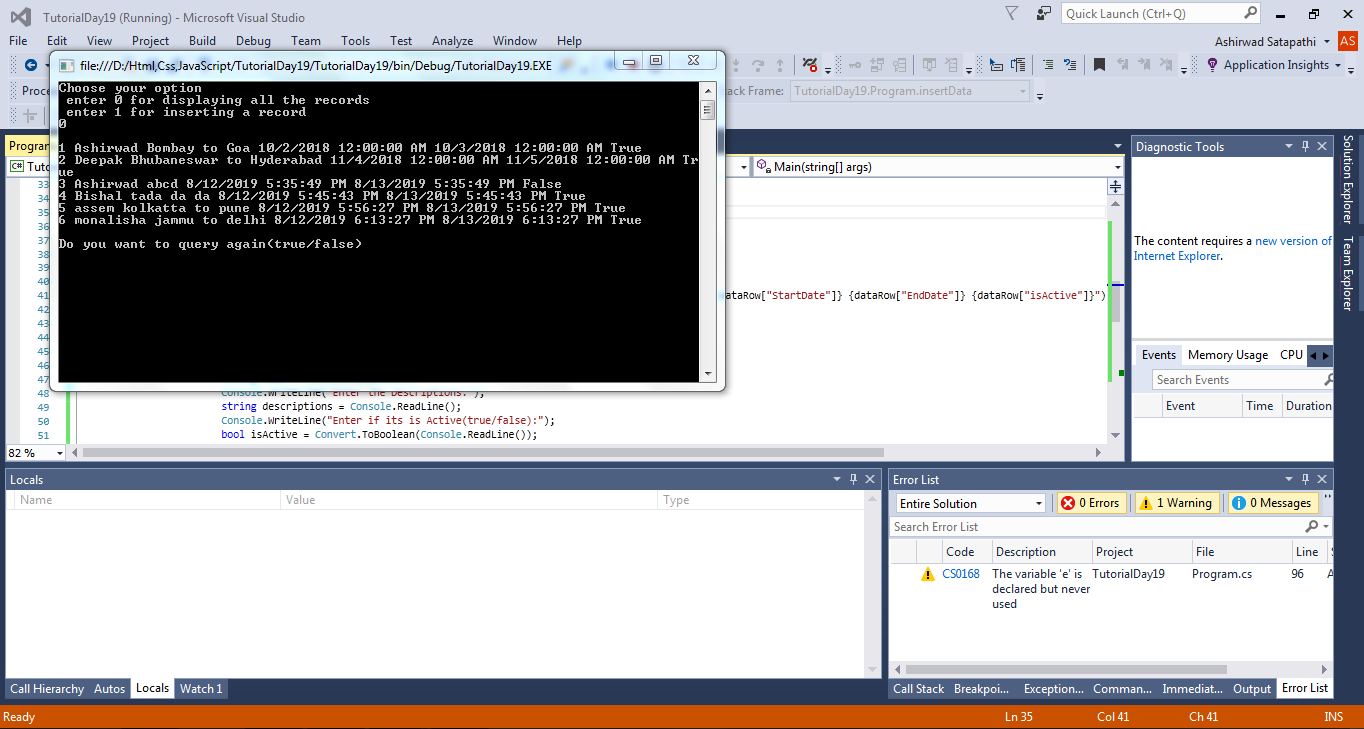 TutorialDay19 (Running) - Microsoft Visual Studio
Quick Launch (Ctrl+Q)
File Edit View Project Build Debug Team Tools Test Analyze Window Help
Ashirwad Satapathi AS
file:///D:/Html,Css,JavaScript/TutorialDay19/TutorialDay19/bin/Debug/TutorialDay19.EXE
Application Insights
Proce
ack Frame: TutorialDay19.Program.insertData
Choose your option
enter 0 for displaying all the records
enter 1 for inserting a record
0
1 Ashirwad Bombay to Goa 10/2/2018 12:00:00 AM 10/3/2018 12:00:00 AM True
2 Deepak Bhubaneswar to Hyderabad 11/4/2018 12:00:00 AM 11/5/2018 12:00:00 AM Tr
ue
3 Ashirwad abcd 8/12/2019 5:35:49 PM 8/13/2019 5:35:49 PM False
4 Bishal tada da da 8/12/2019 5:45:43 PM 8/13/2019 5:45:43 PM True
5 assem kolkatta to pune 8/12/2019 5:56:27 PM 8/13/2019 5:56:27 PM True
6 monalisha jammu to delhi 8/12/2019 6:13:27 PM 8/13/2019 6:13:27 PM True
Do you want to query again(true/false)
Program
C# Tuto
Main(string[] args)
33
34
35
36
37
38
39
40
41 ataRow["StartDate"]} {dataRow["EndDate"]} {dataRow["isActive"]}")
42
43
44
45
46
47
48 Console.WriteLine("Enter the Descriptions:");
49 string descriptions = Console.ReadLine();
50 Console.WriteLine("Enter if its is Active(true/false):");
51 bool isActive = Convert.ToBoolean(Console.ReadLine());
82 %
Diagnostic Tools
The content requires a new version of
Internet Explorer.
Events Memory Usage CPU
Search Events
Event Time Duration
Solution Explorer
Team Explorer
Locals
Name Value Type
Call Hierarchy Autos Locals Watch 1
Error List
Entire Solution 0 Errors 1 Warning 0 Messages
Search Error List
Code Description Project File Line S
CS0168 The variable 'e' is TutorialDay19 Program.cs 96 A
declared but never
used
Call Stack Breakpoi... Exception... Comman... Immediat... Output Error List
Ready Ln 35 Col 41 Ch 41 INS